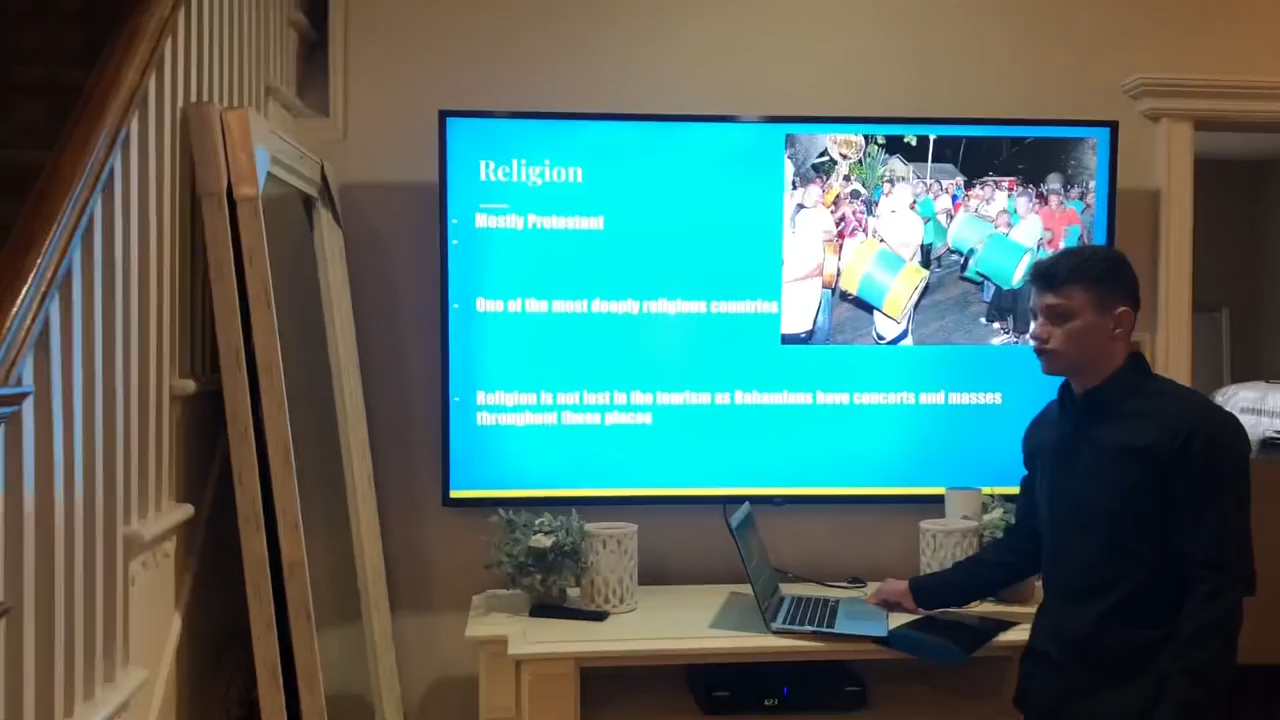 Religion
- Mostly Protestant
-
- One of the most deeply religious countries
- Religion is not lost in the tourism as Bahamians have concerts and masses
throughout these places